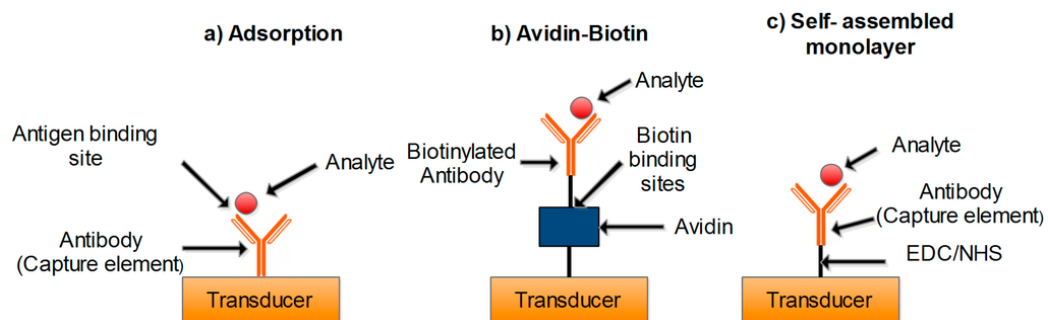 a) Adsorption
Antigen binding
site
Analyte
Antibody
(Capture element)
Transducer
b) Avidin-Biotin
Analyte
Biotinylated
Antibody
Biotin
binding
sites
Avidin
Transducer
c) Self- assembled
monolayer
Analyte
Antibody
(Capture element)
EDC/NHS
Transducer